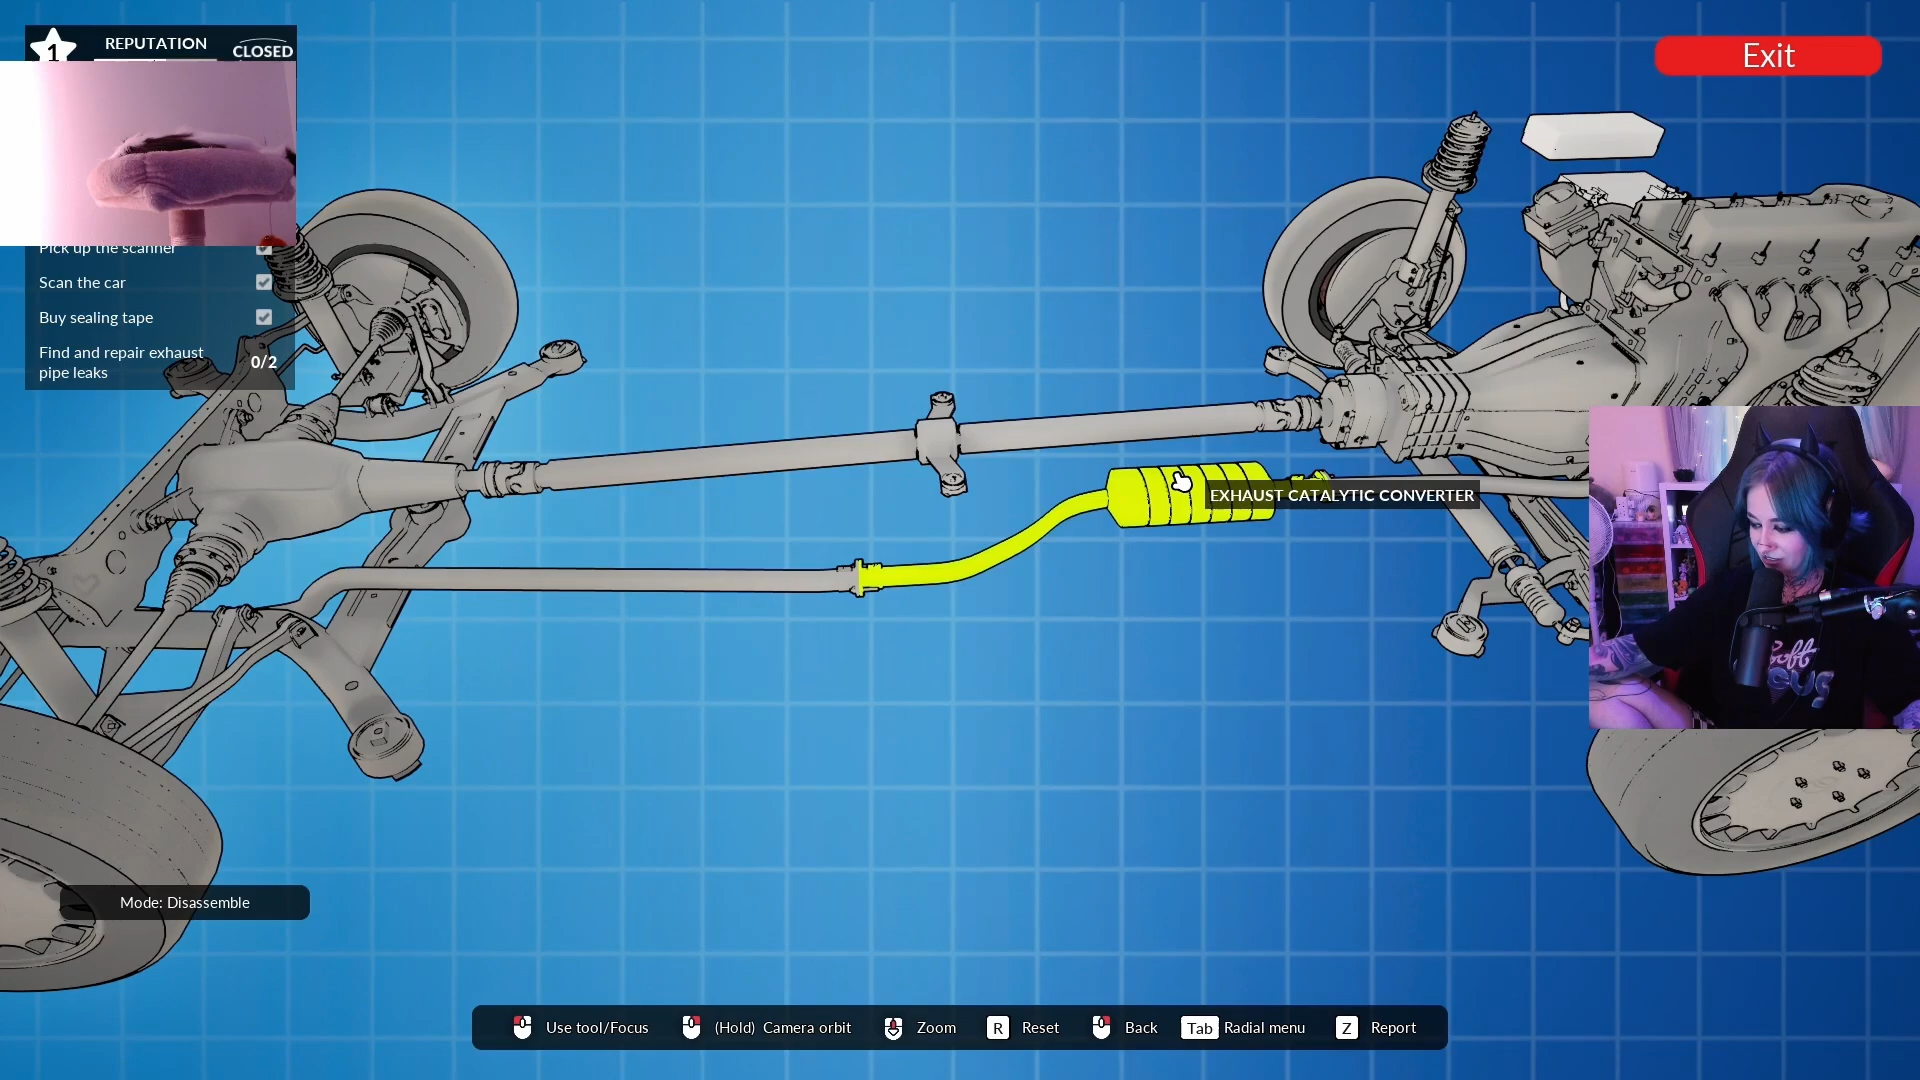 1
REPUTATION
CLOSED
Exit
Pick up the scanner
Scan the car
Buy sealing tape
Find and repair exhaust
pipe leaks
0/2
EXHAUST CATALYTIC CONVERTER
Soft
Mode: Disassemble
Use tool/Focus
(Hold) Camera orbit
Zoom
R Reset
Back
Tab Radial menu
Z Report